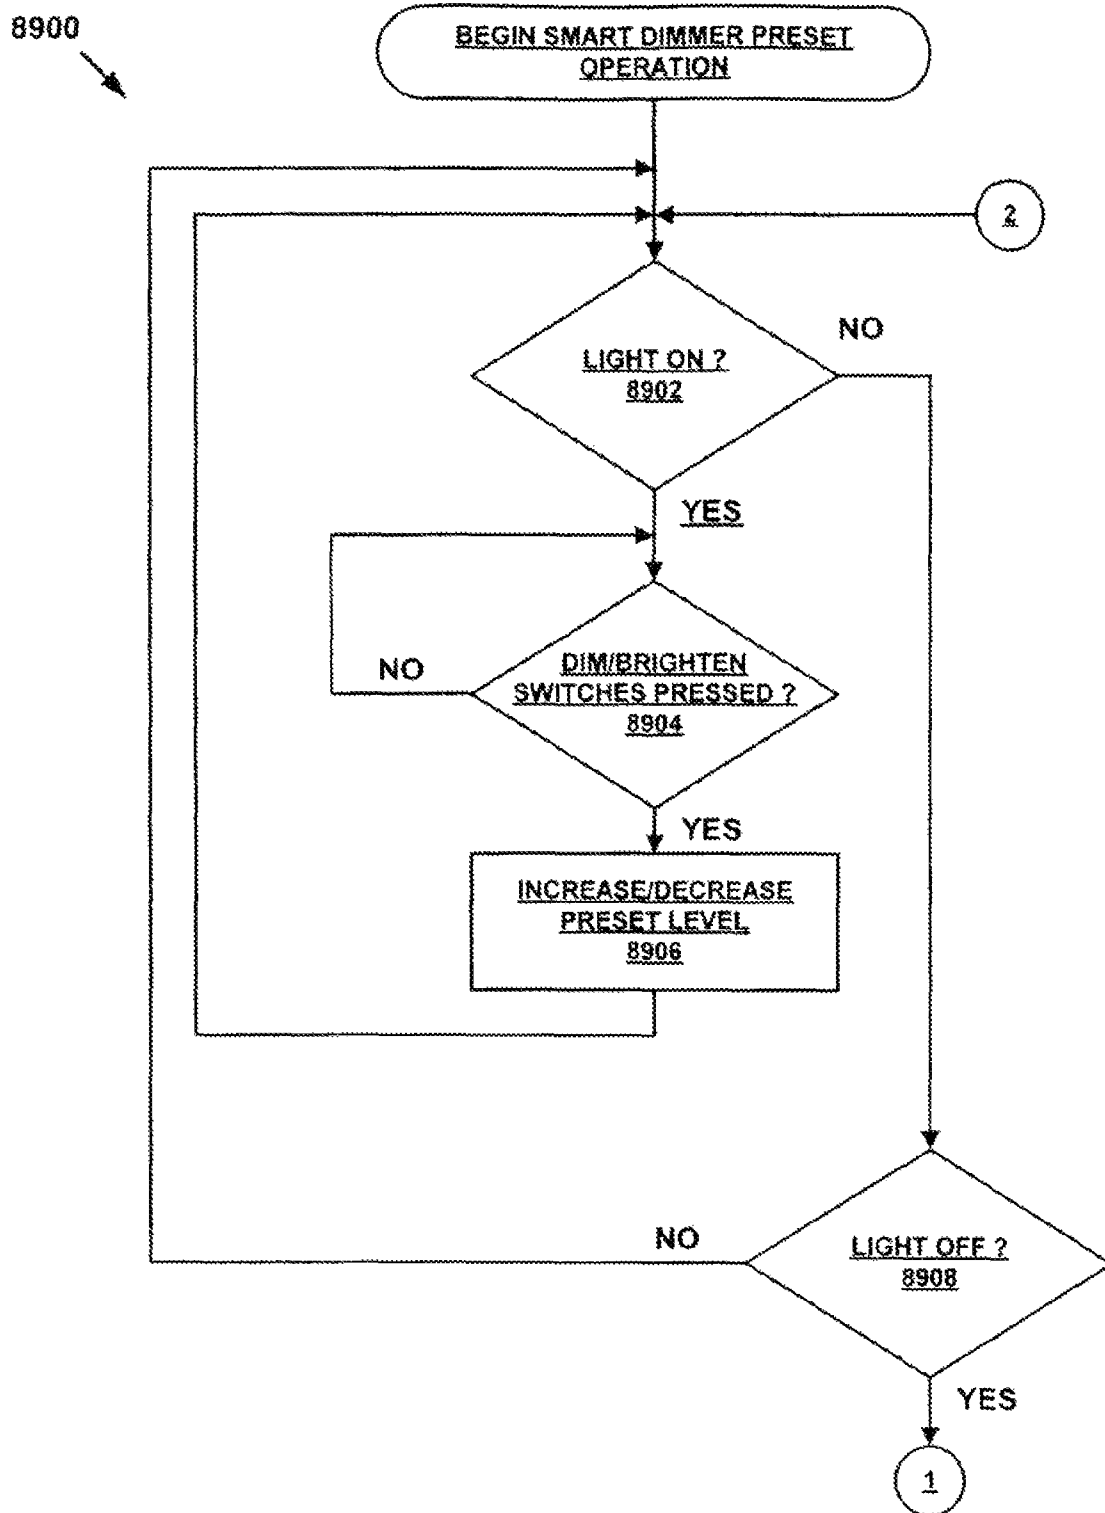 8900
BEGIN SMART DIMMER PRESET
OPERATION
2
NO
LIGHT ON ?
8902
YES
NO
DIM/BRIGHTEN
SWITCHES PRESSED ?
8904
YES
INCREASE/DECREASE
PRESET LEVEL
8906
NO
LIGHT OFF ?
8908
YES
1